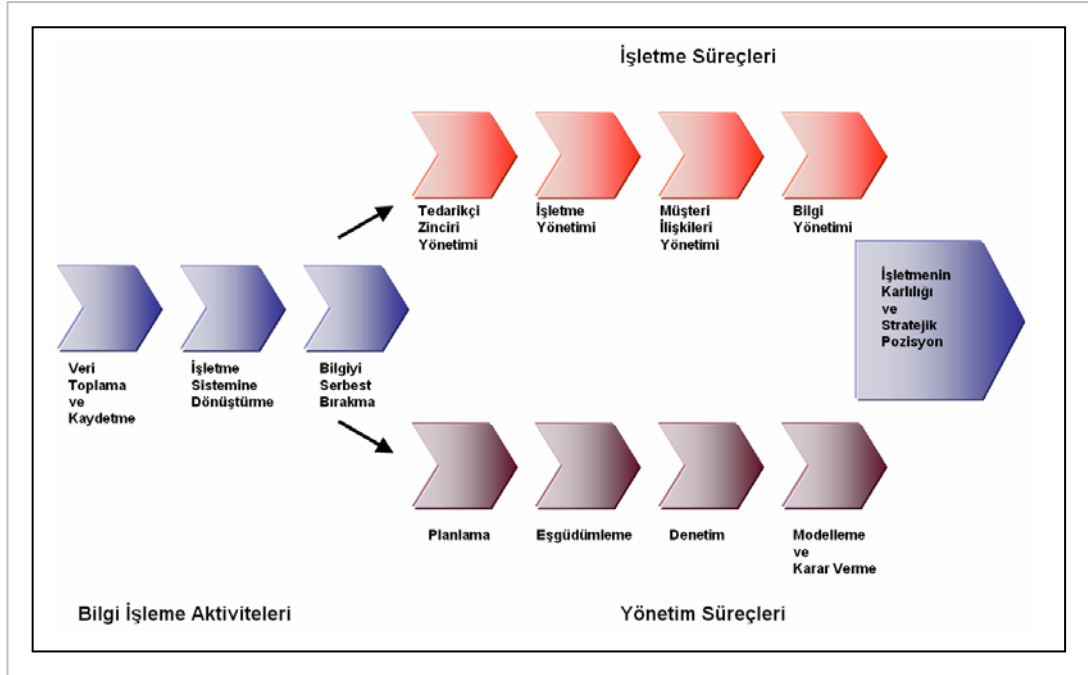 İşletme Süreçleri
Tedarikçi
Zinciri
Yönetimi
İşletme
Yönetimi
Müşteri
İlişkileri
Yönetimi
Bilgi
Yönetimi
Veri
Toplama
ve
Kaydetme
İşletme
Sistemine
Dönüştürme
Bilgiyi
Serbest
Bırakma
İşletmenin
Karlılığı
ve
Stratejik
Pozisyon
Planlama
Eşgüdümleme
Denetim
Modelleme
ve
Karar Verme
Bilgi İşleme Aktiviteleri
Yönetim Süreçleri